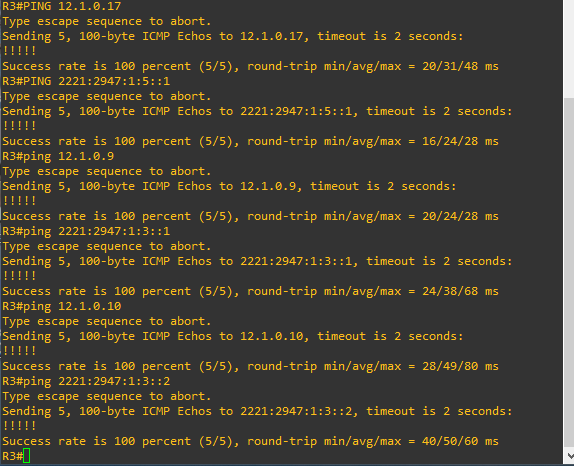 R3#PING 12.1.0.17
Type escape sequence to abort.
Sending 5, 100-byte ICMP Echos to 12.1.0.17, timeout is 2 seconds:
!!!!!
Success rate is 100 percent (5/5), round-trip min/avg/max = 20/31/48 ms
R3#PING 2221:2947:1:5::1
Type escape sequence to abort.
Sending 5, 100-byte ICMP Echos to 2221:2947:1:5::1, timeout is 2 seconds:
!!!!!
Success rate is 100 percent (5/5), round-trip min/avg/max = 16/24/28 ms
R3#ping 12.1.0.9
Type escape sequence to abort.
Sending 5, 100-byte ICMP Echos to 12.1.0.9, timeout is 2 seconds:
!!!!!
Success rate is 100 percent (5/5), round-trip min/avg/max = 20/24/28 ms
R3#ping 2221:2947:1:3::1
Type escape sequence to abort.
Sending 5, 100-byte ICMP Echos to 2221:2947:1:3::1, timeout is 2 seconds:
!!!!!
Success rate is 100 percent (5/5), round-trip min/avg/max = 24/38/68 ms
R3#ping 12.1.0.10
Type escape sequence to abort.
Sending 5, 100-byte ICMP Echos to 12.1.0.10, timeout is 2 seconds:
!!!!!
Success rate is 100 percent (5/5), round-trip min/avg/max = 28/49/80 ms
R3#ping 2221:2947:1:3::2
Type escape sequence to abort.
Sending 5, 100-byte ICMP Echos to 2221:2947:1:3::2, timeout is 2 seconds:
!!!!!
Success rate is 100 percent (5/5), round-trip min/avg/max = 40/50/60 ms
R3#